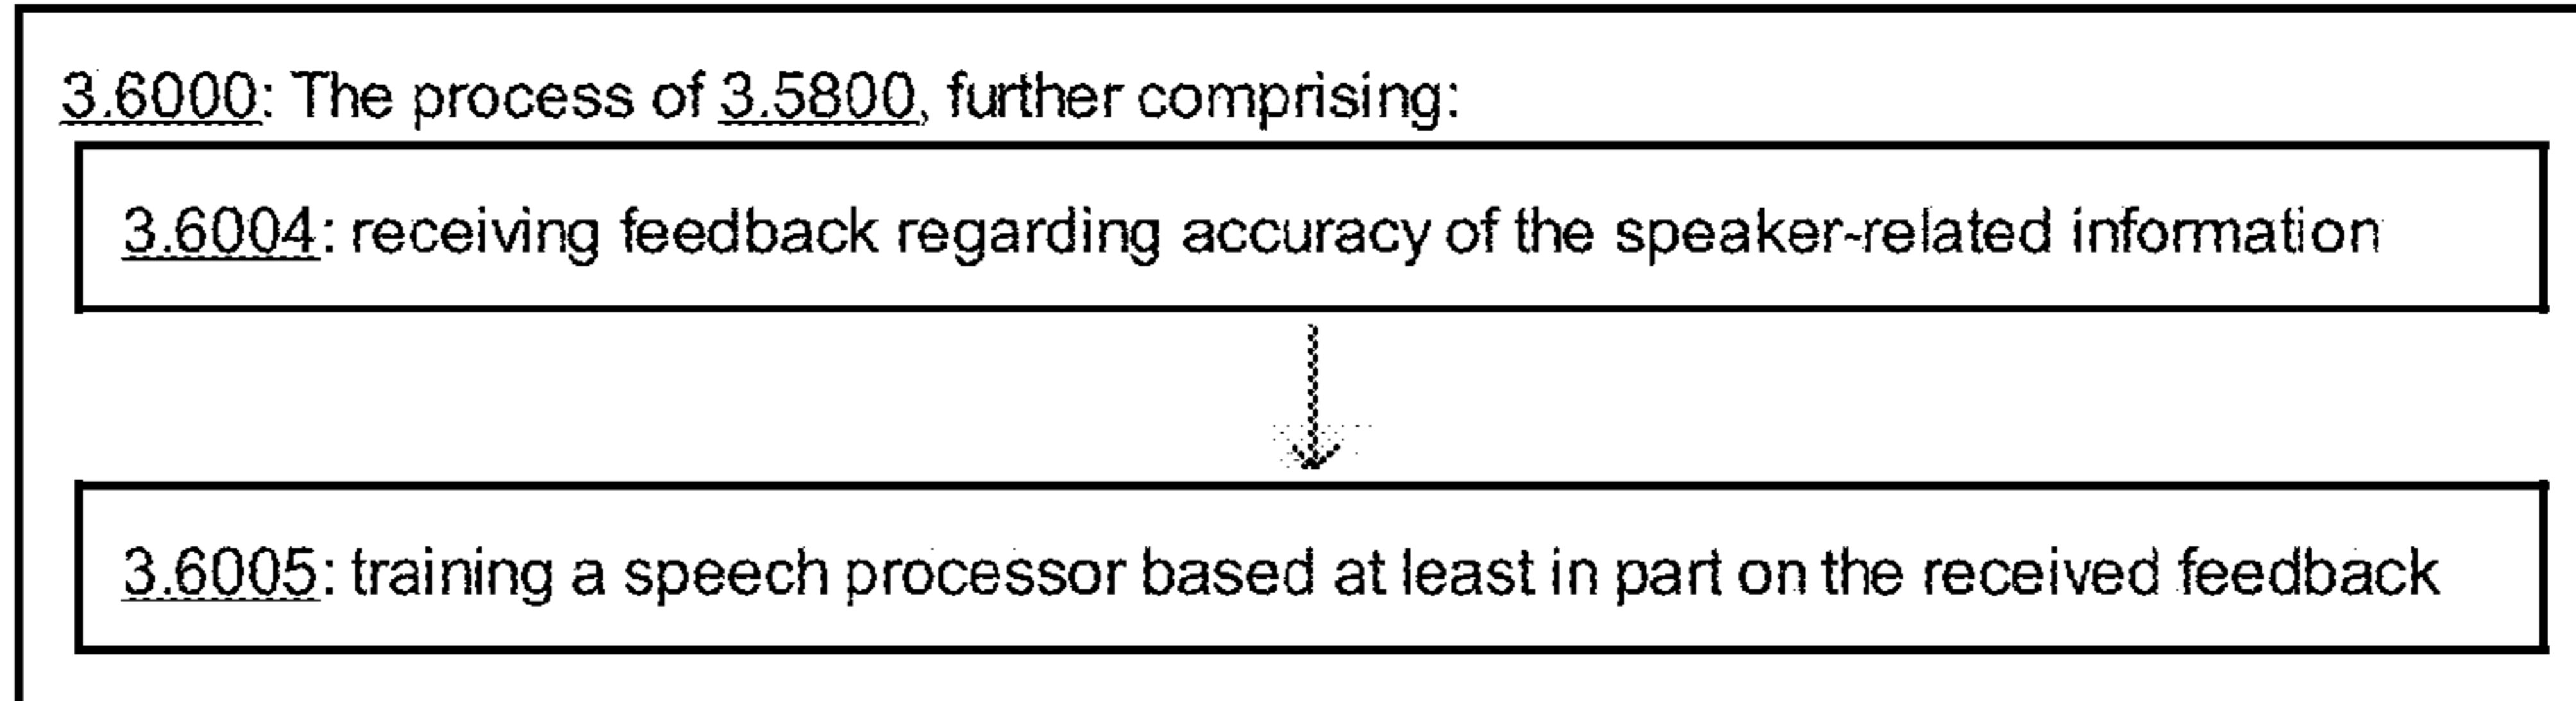 3.6000: The process of 3.5800, further comprising:
3.6004: receiving feedback regarding accuracy of the speaker-related information
3.6005: training a speech processor based at least in part on the received feedback